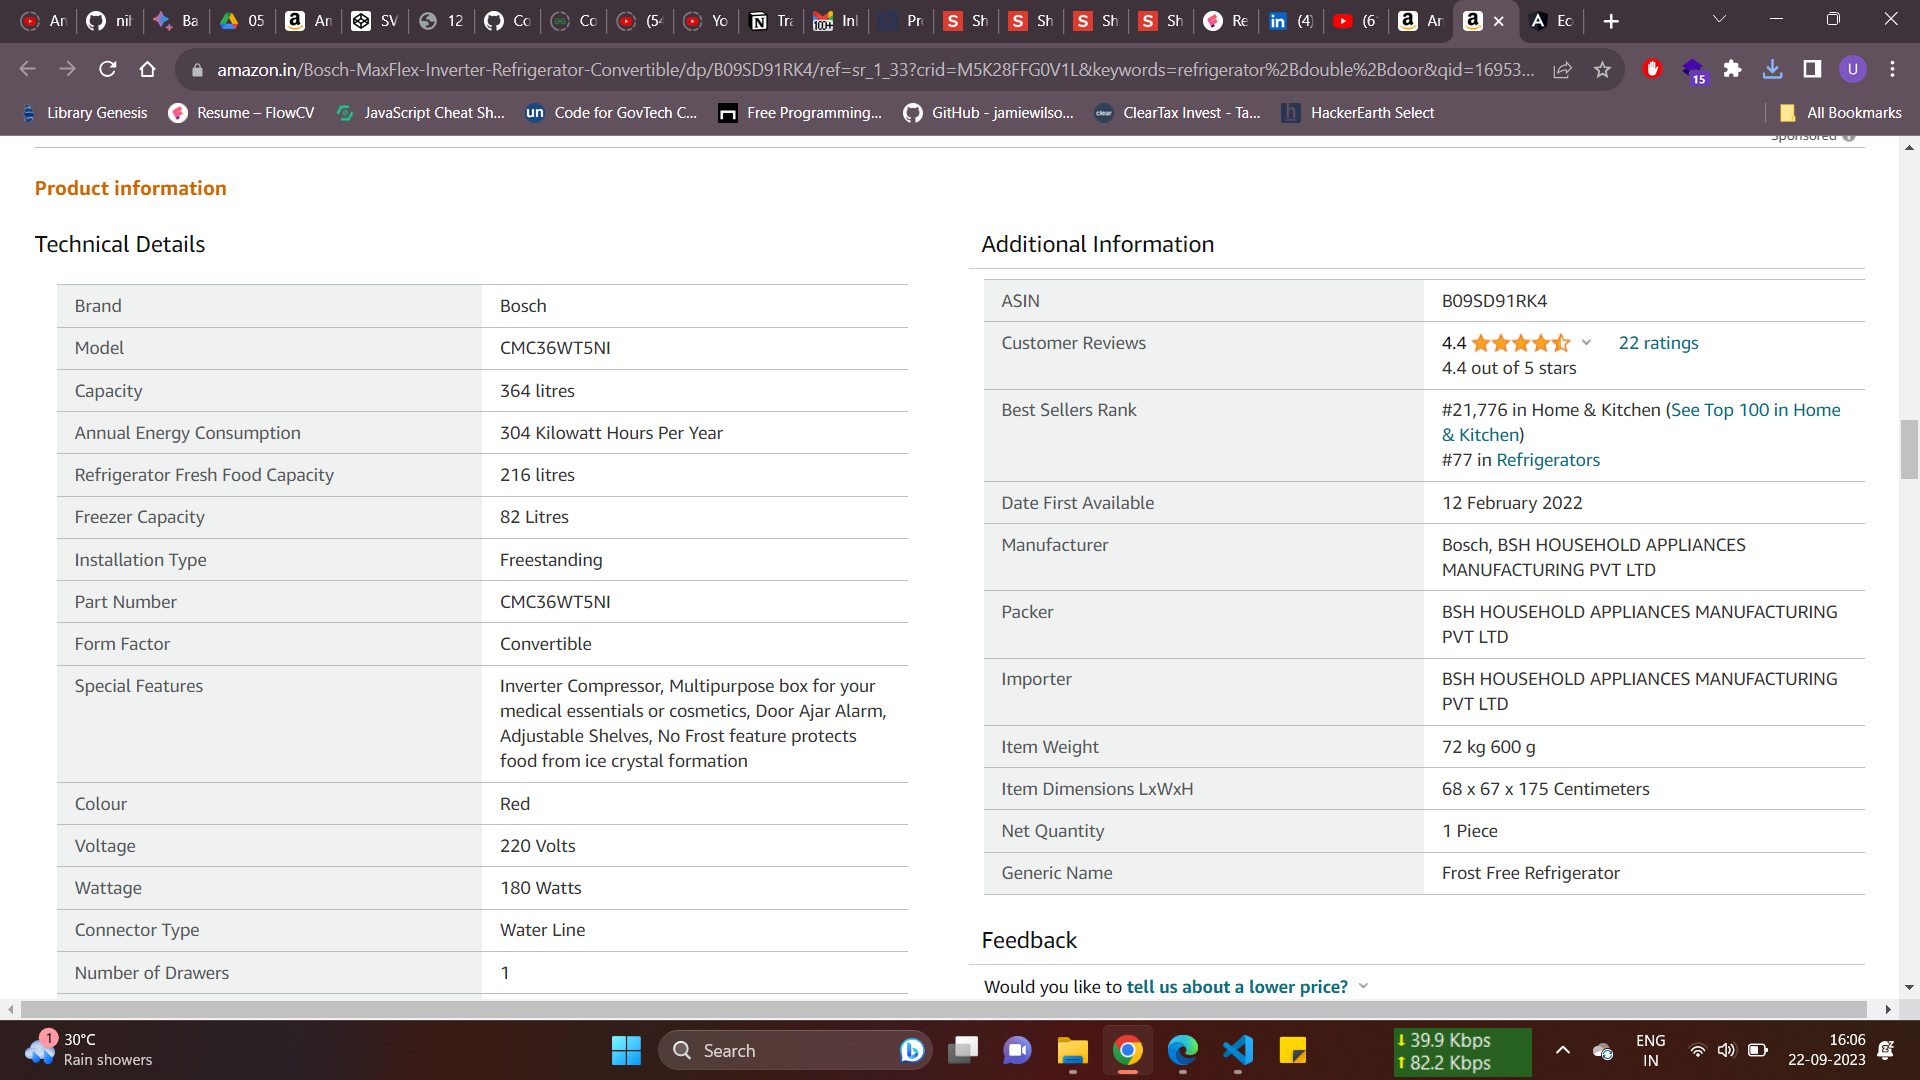 An
nih
Ba
05
An
SV
12
Co
Co
(54
Yo
Tra
Inl
Pr
Sh
Sh
Sh
Sh
Re
(4)
(6
An
Ec
amazon.in/Bosch-MaxFlex-Inverter-Refrigerator-Convertible/dp/B09SD91RK4/ref=sr_1_33?crid=M5K28FFG0V1L&keywords=refrigerator%2Bdouble%2Bdoor&qid=16953...
15
U
Library Genesis
Resume – FlowCV
JavaScript Cheat Sh...
un Code for GovTech C...
Free Programming...
GitHub - jamiewilso...
clear ClearTax Invest - Ta...
h HackerEarth Select
All Bookmarks
Sponsored
Product information
Technical Details
Brand Bosch
Model CMC36WT5NI
Capacity 364 litres
Annual Energy Consumption 304 Kilowatt Hours Per Year
Refrigerator Fresh Food Capacity 216 litres
Freezer Capacity 82 Litres
Installation Type Freestanding
Part Number CMC36WT5NI
Form Factor Convertible
Special Features Inverter Compressor, Multipurpose box for your
medical essentials or cosmetics, Door Ajar Alarm,
Adjustable Shelves, No Frost feature protects
food from ice crystal formation
Colour Red
Voltage 220 Volts
Wattage 180 Watts
Connector Type Water Line
Number of Drawers 1
Additional Information
ASIN B09SD91RK4
Customer Reviews 4.4 22 ratings
4.4 out of 5 stars
Best Sellers Rank #21,776 in Home & Kitchen (See Top 100 in Home
& Kitchen)
#77 in Refrigerators
Date First Available 12 February 2022
Manufacturer Bosch, BSH HOUSEHOLD APPLIANCES
MANUFACTURING PVT LTD
Packer BSH HOUSEHOLD APPLIANCES MANUFACTURING
PVT LTD
Importer BSH HOUSEHOLD APPLIANCES MANUFACTURING
PVT LTD
Item Weight 72 kg 600 g
Item Dimensions LxWxH 68 x 67 x 175 Centimeters
Net Quantity 1 Piece
Generic Name Frost Free Refrigerator
Feedback
Would you like to tell us about a lower price?
1
30°C
Rain showers
Search
39.9 Kbps
82.2 Kbps
ENG
IN
16:06
22-09-2023